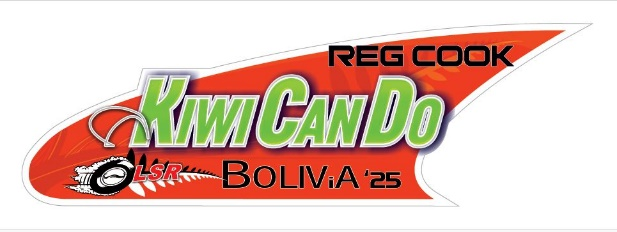 REG COOK
KIWI CAN DO
LSR
BOLIViA '25